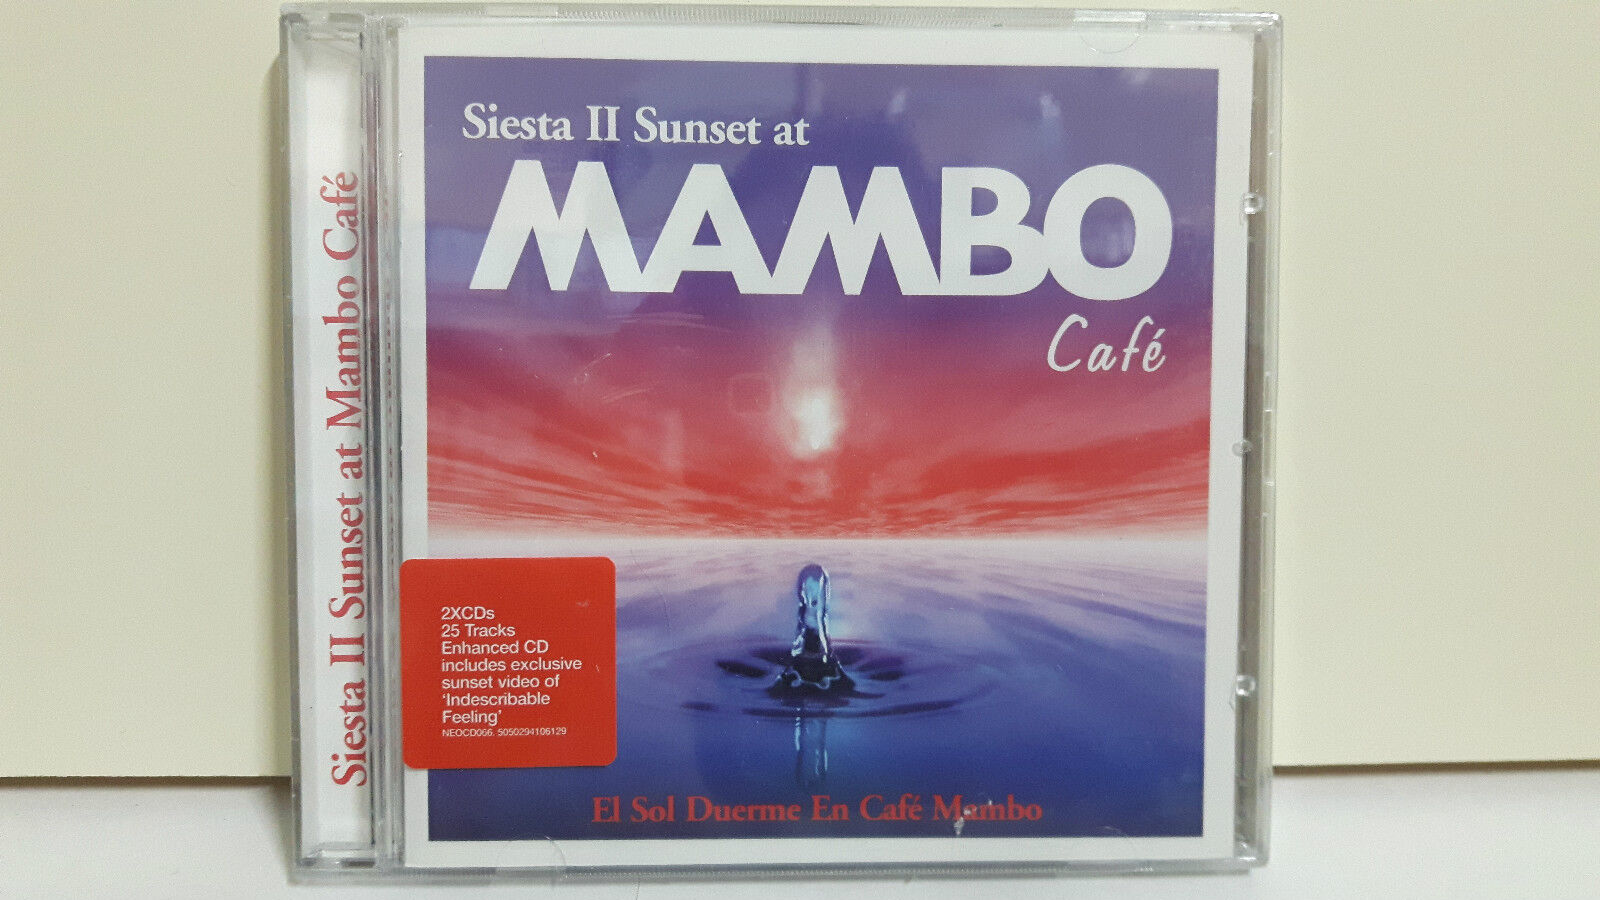 Siesta II Sunset at Mambo Café
Siesta II Sunset at
MAMBO
Café
2XCDs
25 Tracks
Enhanced CD
includes exclusive
sunset video of
‘Indescribable
Feeling’
NEOCD066. 5050294106129
El Sol Duerme En Café Mambo